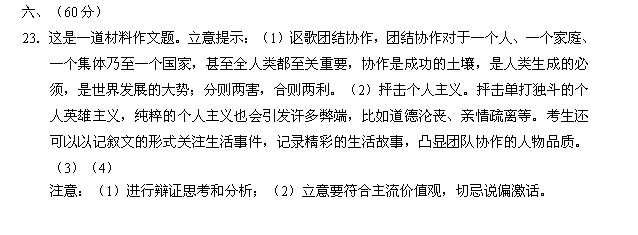 六、（60分）
23. 这是一道材料作文题。立意提示：（1）讴歌团结协作，团结协作对于一个人、一个家庭、
一个集体乃至一个国家，甚至全人类都至关重要，协作是成功的土壤，是人类生成的必
须，是世界发展的大势；分则两害，合则两利。（2）抨击个人主义。抨击单打独斗的个
人英雄主义，纯粹的个人主义也会引发许多弊端，比如道德沦丧、亲情疏离等。考生还
可以以记叙文的形式关注生活事件，记录精彩的生活故事，凸显团队协作的人物品质。
（3）（4）
注意：（1）进行辩证思考和分析；（2）立意要符合主流价值观，切忌说偏激话。